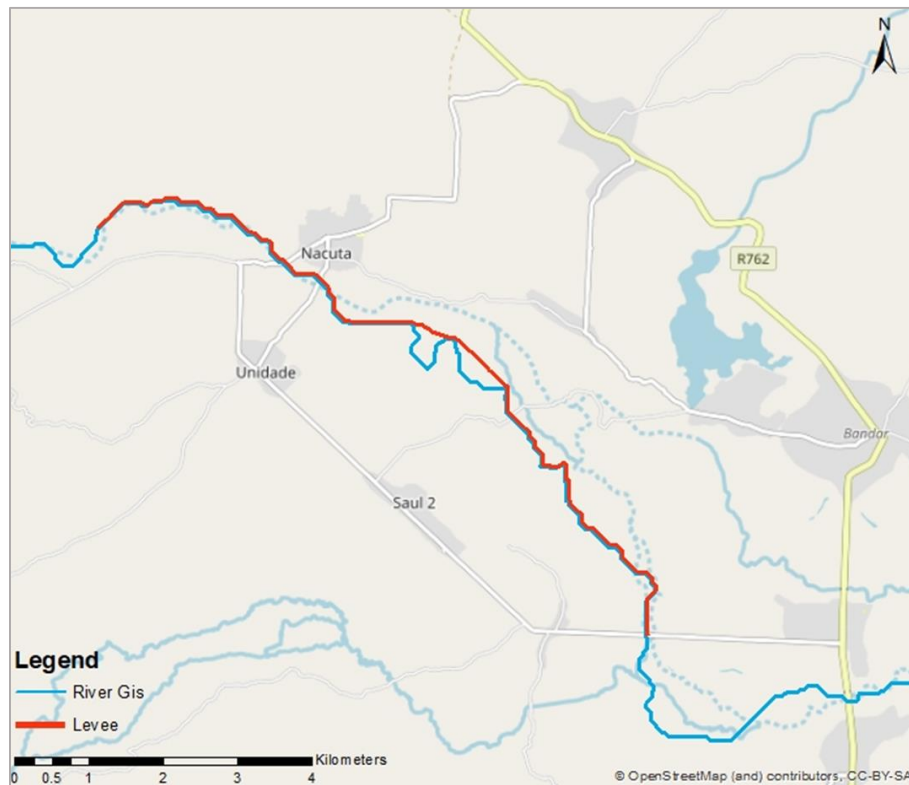 N
R762
Nacuta
Unidade
Bandar
Saul 2
Legend
River Gis
Levee
Kilometers
0 0.5 1 2 3 4
© OpenStreetMap (and) contributors, CC-BY-SA